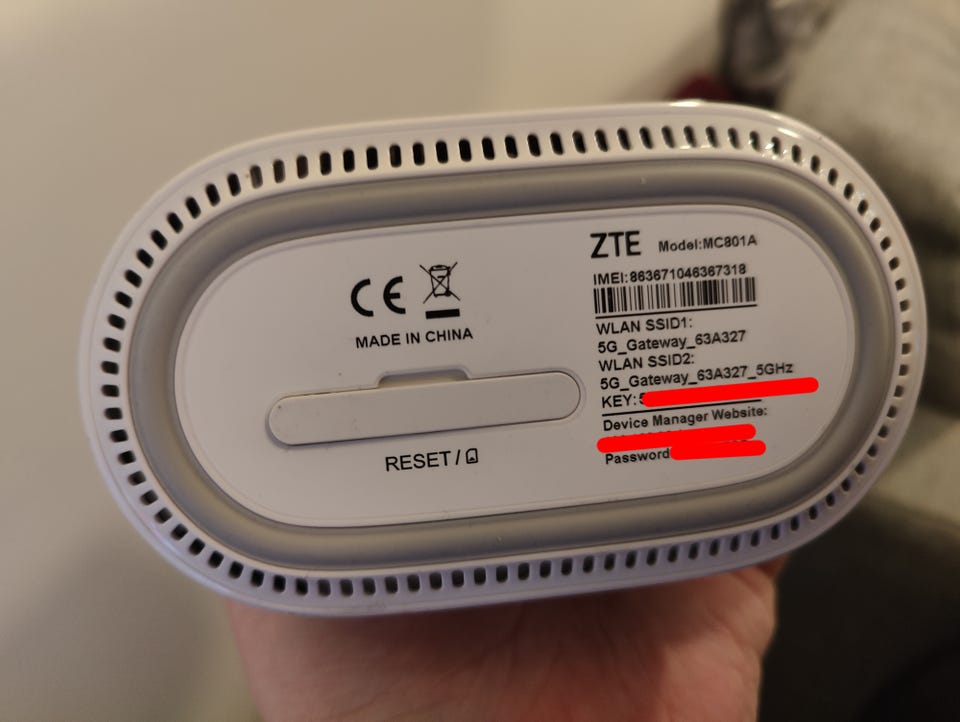 ZTE Model:MC801A
IMEI:863671046367318
WLAN SSID1:
5G_Gateway_63A327
WLAN SSID2:
5G_Gateway_63A327_5GHz
KEY:
Device Manager Website:
Password
CE
MADE IN CHINA
RESET /